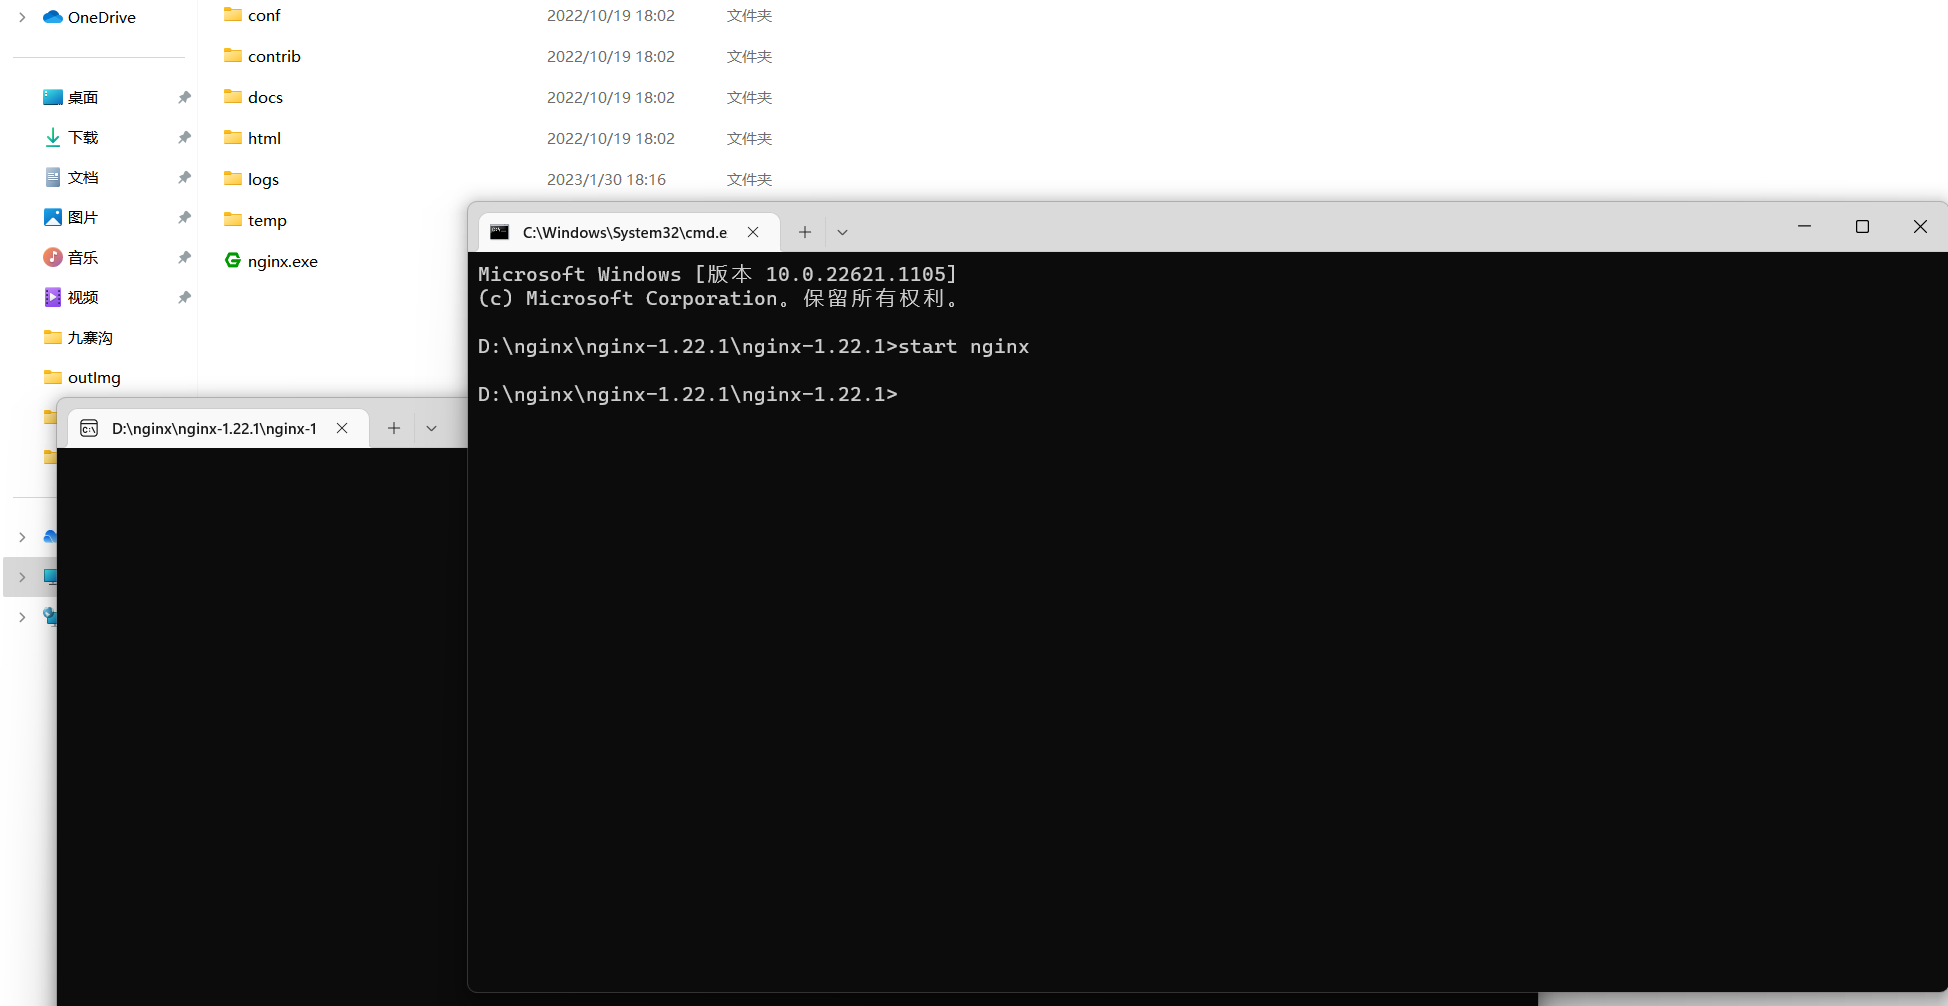 OneDrive
桌面
下载
文档
图片
音乐
视频
九寨沟
outImg
conf 2022/10/19 18:02 文件夹
contrib 2022/10/19 18:02 文件夹
docs 2022/10/19 18:02 文件夹
html 2022/10/19 18:02 文件夹
logs 2023/1/30 18:16 文件夹
temp
nginx.exe
D:\nginx\nginx-1.22.1\nginx-1
C:\Windows\System32\cmd.e
Microsoft Windows [版本 10.0.22621.1105]
(c) Microsoft Corporation。保留所有权利。
D:\nginx\nginx-1.22.1\nginx-1.22.1>start nginx
D:\nginx\nginx-1.22.1\nginx-1.22.1>